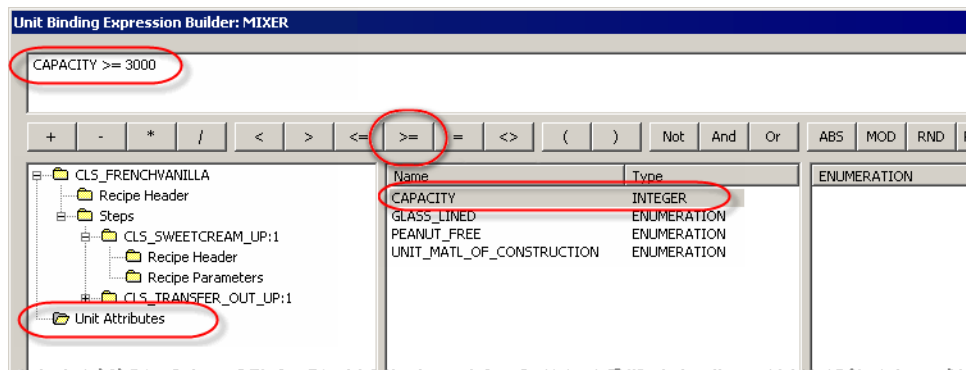 Unit Binding Expression Builder: MIXER
CAPACITY >= 3000
+ - * / < > <= >= = <> ( ) Not And Or ABS MOD RND
CLS_FRENCHVANILLA
Recipe Header
Steps
CLS_SWEETCREAM_UP:1
Recipe Header
Recipe Parameters
CLS_TRANSFER_OUT_UP:1
Unit Attributes
Name Type
CAPACITY INTEGER
GLASS_LINED ENUMERATION
PEANUT_FREE ENUMERATION
UNIT_MATL_OF_CONSTRUCTION ENUMERATION
ENUMERATION